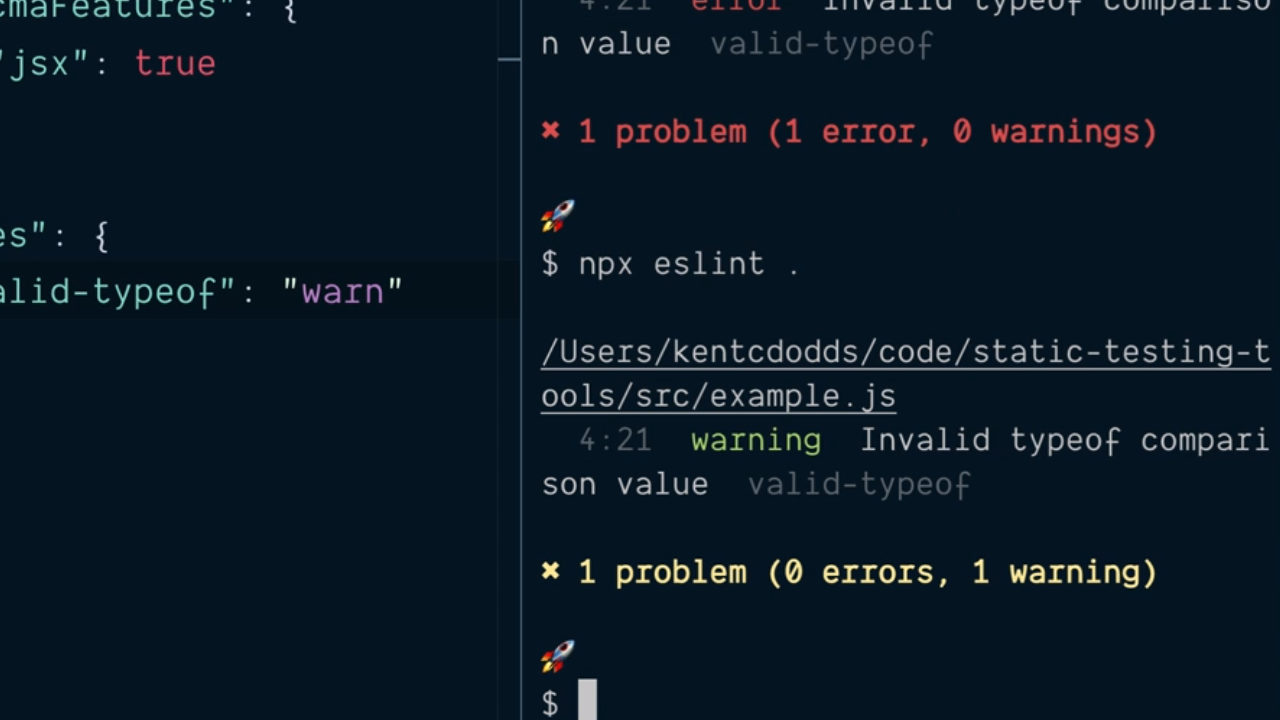 cmaFeatures": {
"jsx": true
es": {
alid-typeof": "warn"
4:21 error Invalid typeof compariso
n value valid-typeof
✖ 1 problem (1 error, 0 warnings)
🚀
$ npx eslint .
/Users/kentcdodds/code/static-testing-t
ools/src/example.js
4:21 warning Invalid typeof compari
son value valid-typeof
✖ 1 problem (0 errors, 1 warning)
🚀
$